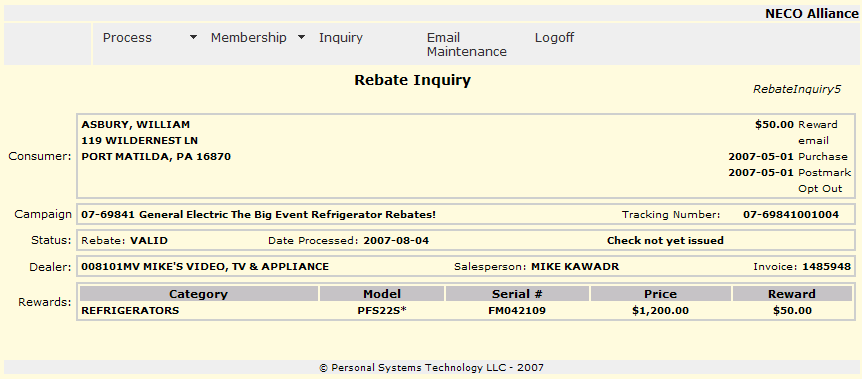 NECO Alliance
Process Membership Inquiry Email Maintenance Logoff
Rebate Inquiry
RebateInquiry5
Consumer:
ASBURY, WILLIAM
119 WILDERNEST LN
PORT MATILDA, PA 16870
$50.00 Reward
email
2007-05-01 Purchase
2007-05-01 Postmark
Opt Out
Campaign 07-69841 General Electric The Big Event Refrigerator Rebates! Tracking Number: 07-69841001004
Status: Rebate: VALID Date Processed: 2007-08-04 Check not yet issued
Dealer: 008101MV MIKE'S VIDEO, TV & APPLIANCE Salesperson: MIKE KAWADR Invoice: 1485948
Rewards:
Category Model Serial # Price Reward
REFRIGERATORS PFS22S* FM042109 $1,200.00 $50.00
© Personal Systems Technology LLC - 2007